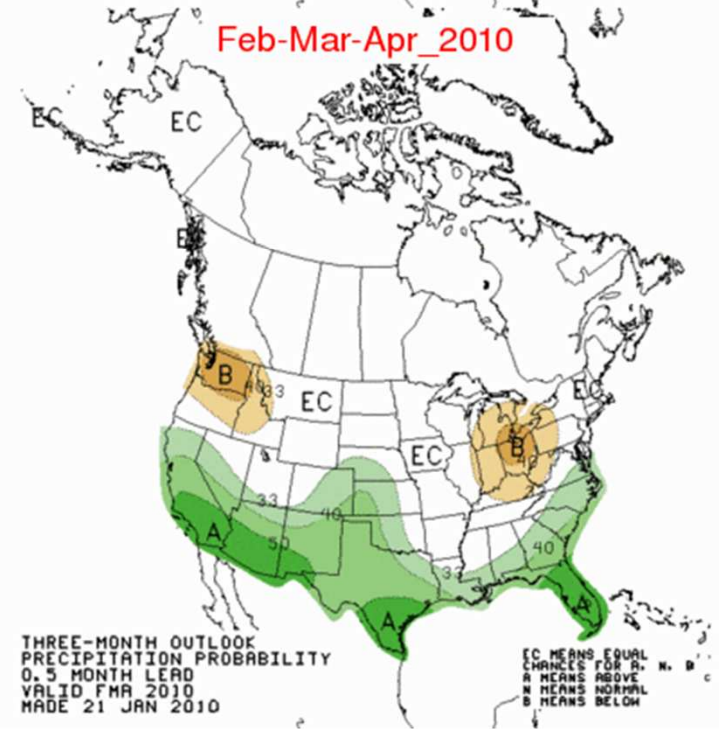 Feb-Mar-Apr_2010
EC
EC
EC
B
40
33
EC
EC
EC
B
40
33
40
A
50
40
33
A
A
THREE-MONTH OUTLOOK
PRECIPITATION PROBABILITY
0.5 MONTH LEAD
VALID FMA 2010
MADE 21 JAN 2010
EC MEANS EQUAL
CHANCES FOR A, N, B
A MEANS ABOVE
N MEANS NORMAL
B MEANS BELOW